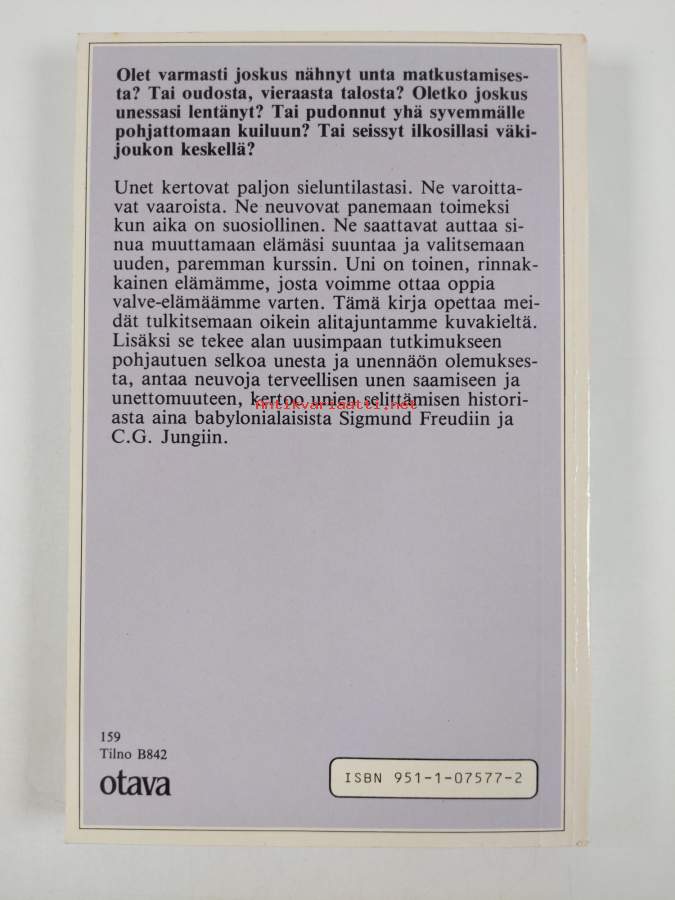 Olet varmasti joskus nähnyt unta matkustamises-
ta? Tai oudosta, vieraasta talosta? Oletko joskus
unessasi lentänyt? Tai pudonnut yhä syvemmälle
pohjattomaan kuiluun? Tai seissyt ilkosillasi väki-
joukon keskellä?
Unet kertovat paljon sieluntilastasi. Ne varoitta-
vat vaaroista. Ne neuvovat panemaan toimeksi
kun aika on suosiollinen. Ne saattavat auttaa si-
nua muuttamaan elämäsi suuntaa ja valitsemaan
uuden, paremman kurssin. Uni on toinen, rinnak-
kainen elämämme, josta voimme ottaa oppia
valve-elämäämme varten. Tämä kirja opettaa mei-
dät tulkitsemaan oikein alitajuntamme kuvakieltä.
Lisäksi se tekee alan uusimpaan tutkimukseen
pohjautuen selkoa unesta ja unennäön olemukses-
ta, antaa neuvoja terveellisen unen saamiseen ja
unettomuuteen, kertoo unien selittämisen histori-
Antikvariaatti.net
asta aina babylonialaisista Sigmund Freudiin ja
C.G. Jungiin.
159
Tilno B842
otava
ISBN 951-1-07577-2